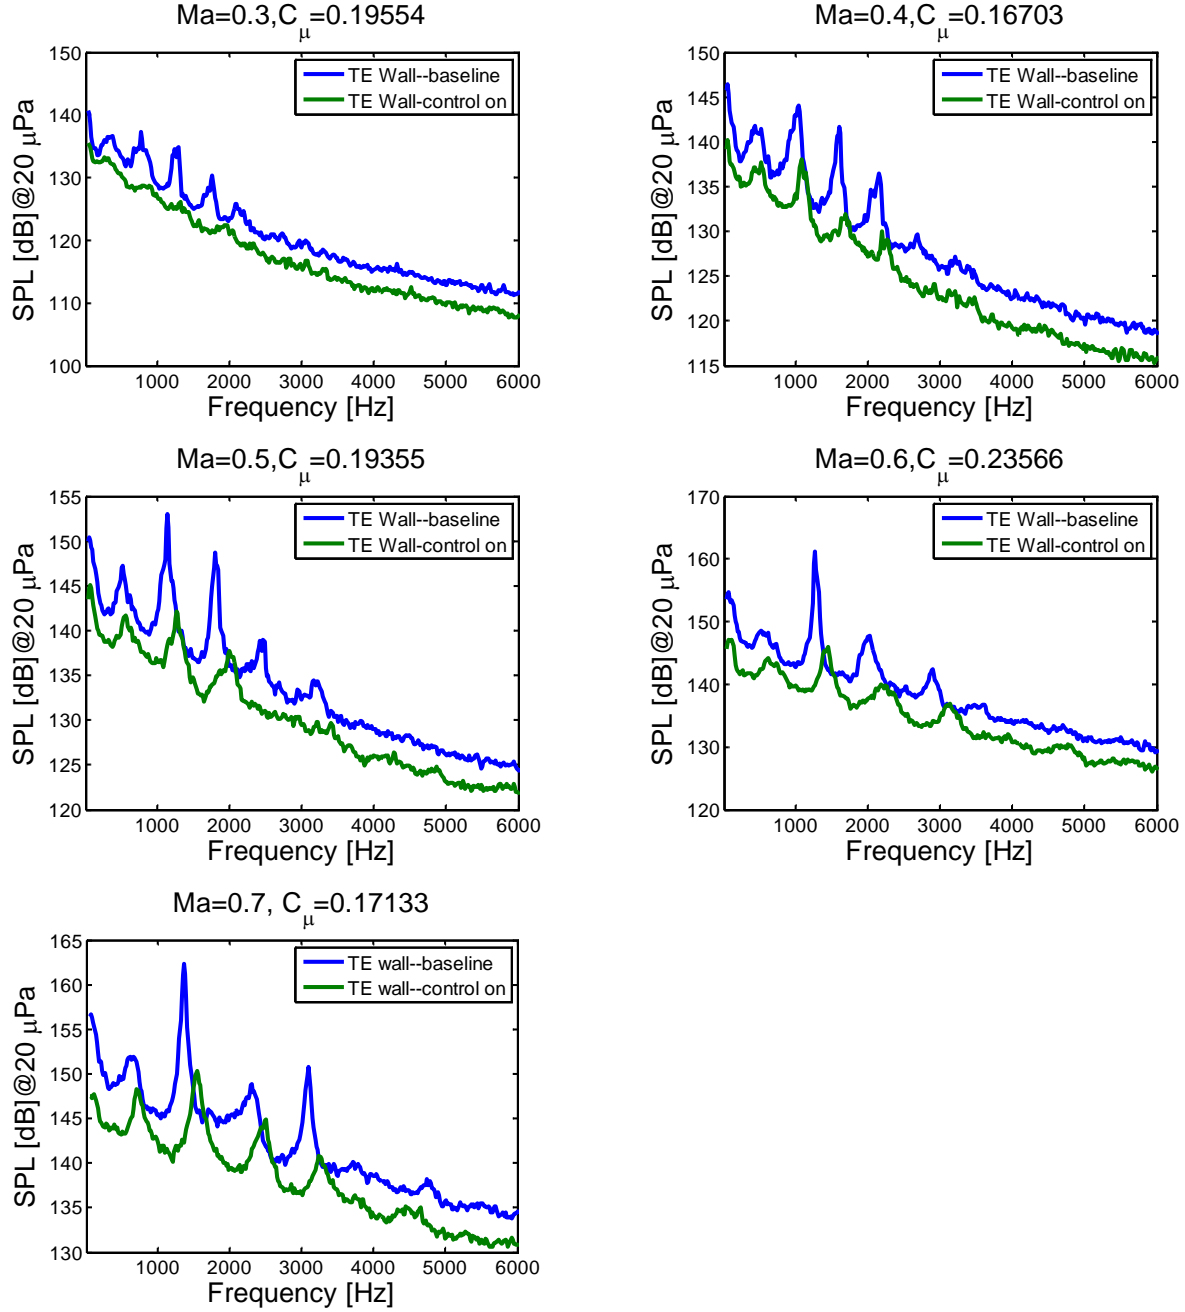 Ma=0.3,Cμ=0.19554
150
140
130
120
110
100
SPL [dB]@20 μPa
TE Wall--baseline
TE Wall-control on
1000 2000 3000 4000 5000 6000
Frequency [Hz]
Ma=0.4,Cμ=0.16703
150
145
140
135
130
125
120
115
SPL [dB]@20 μPa
TE Wall--baseline
TE Wall-control on
1000 2000 3000 4000 5000 6000
Frequency [Hz]
Ma=0.5,Cμ=0.19355
155
150
145
140
135
130
125
120
SPL [dB]@20 μPa
TE Wall--baseline
TE Wall-control on
1000 2000 3000 4000 5000 6000
Frequency [Hz]
Ma=0.6,Cμ=0.23566
170
160
150
140
130
120
SPL [dB]@20 μPa
TE Wall--baseline
TE Wall-control on
1000 2000 3000 4000 5000 6000
Frequency [Hz]
Ma=0.7, Cμ=0.17133
165
160
155
150
145
140
135
130
SPL [dB]@20 μPa
TE wall--baseline
TE wall--control on
1000 2000 3000 4000 5000 6000
Frequency [Hz]